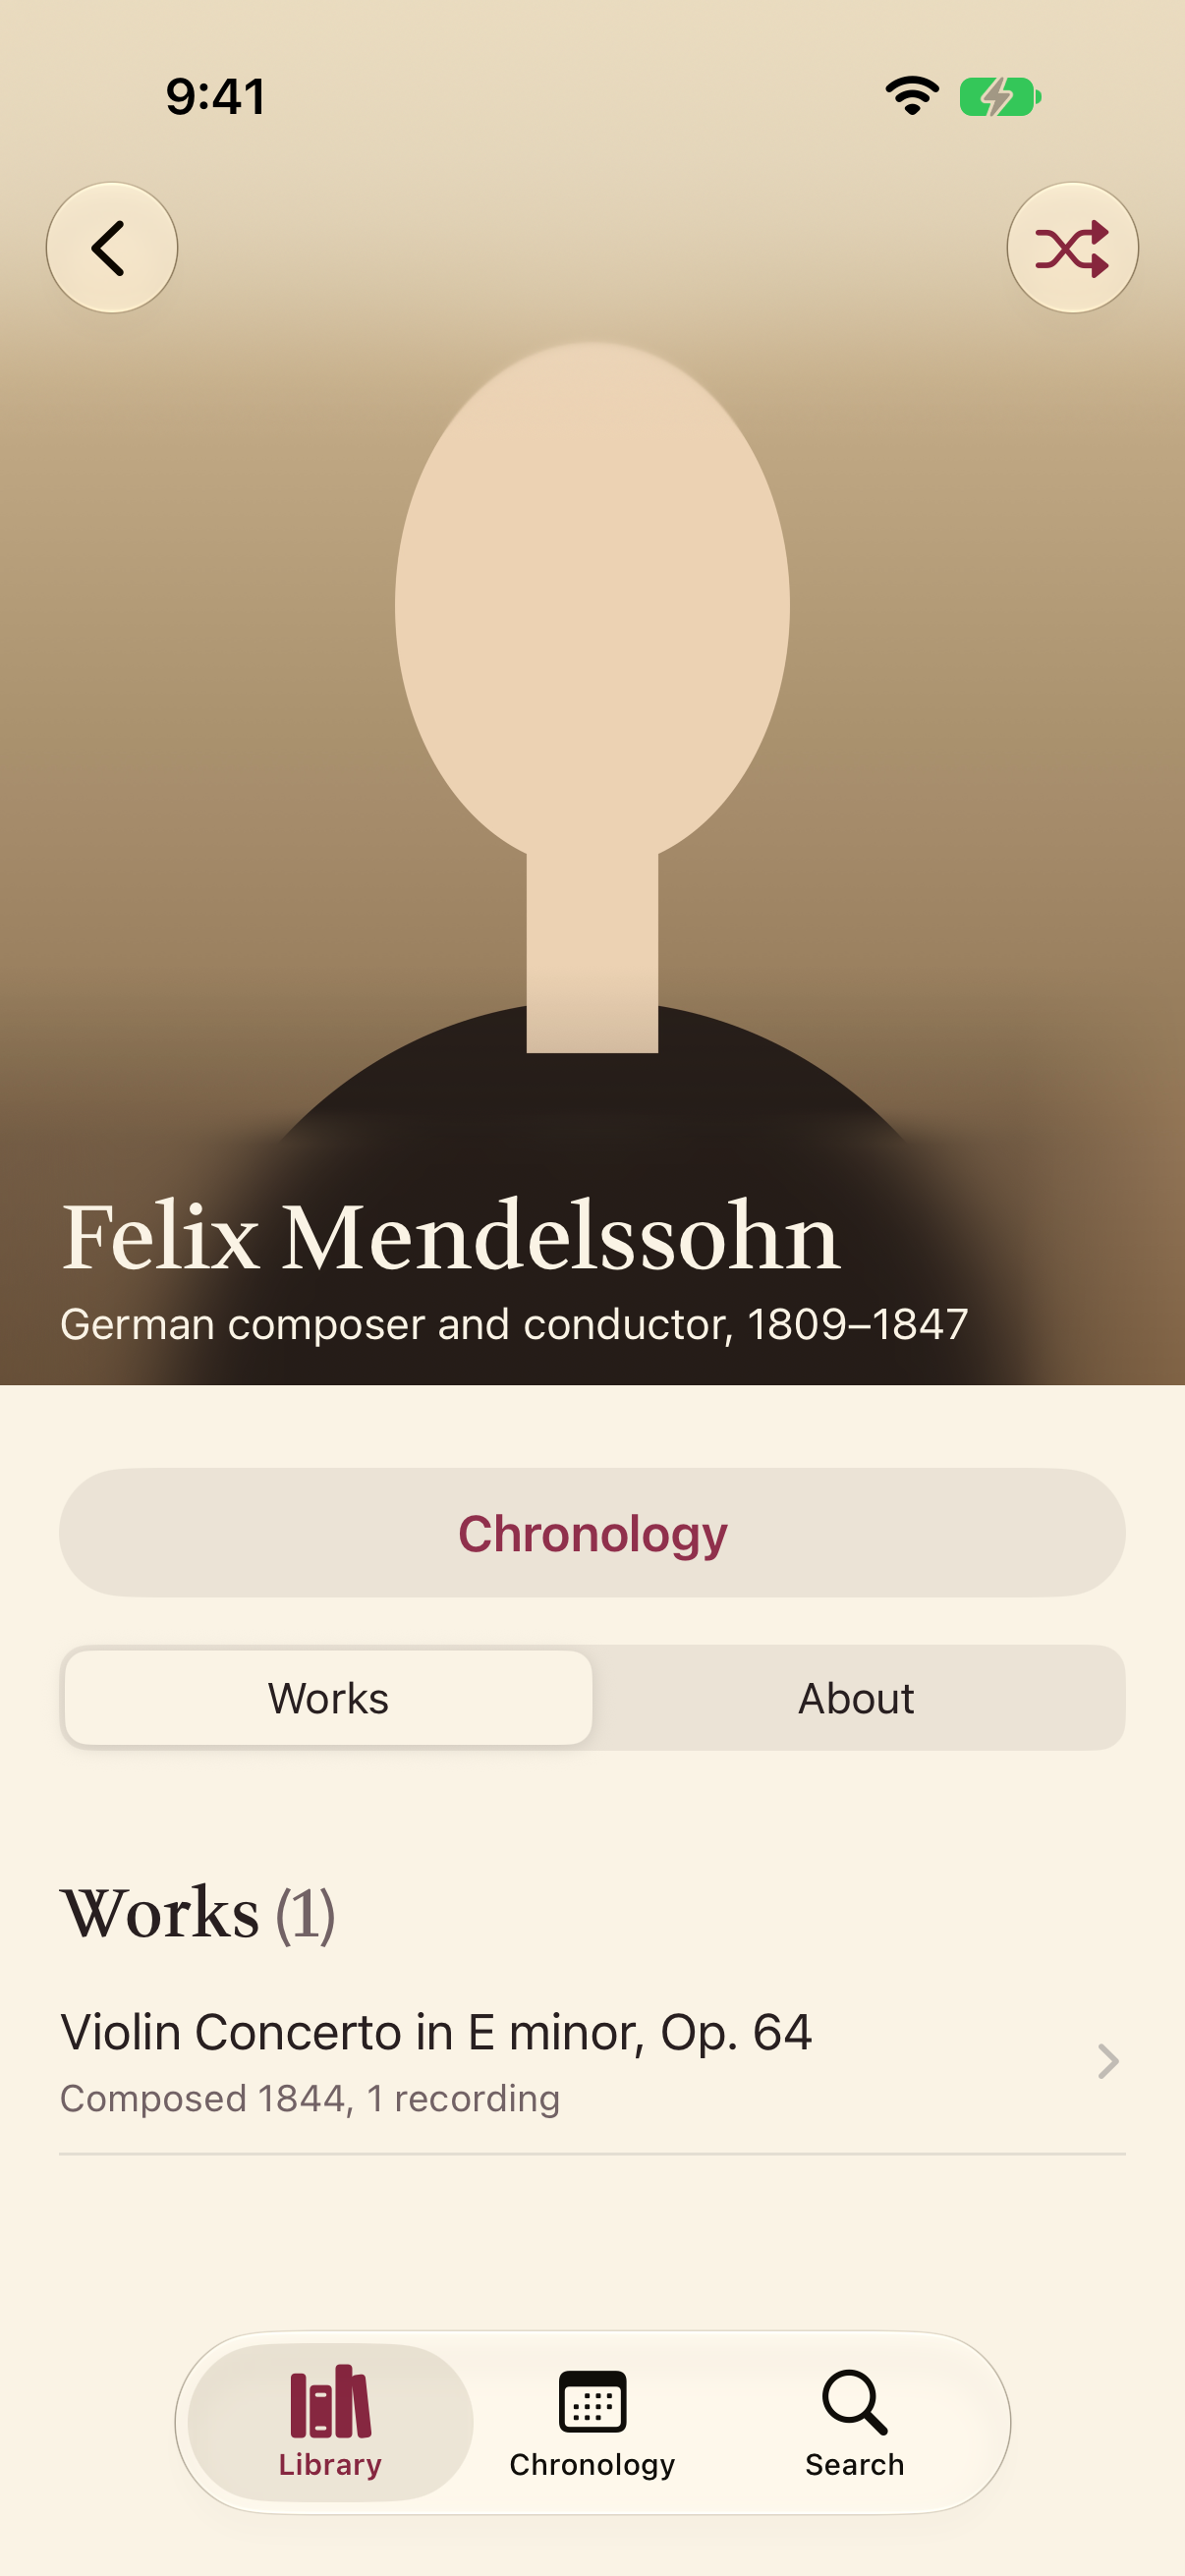 9:41
Felix Mendelssohn
German composer and conductor, 1809–1847
Chronology
Works
About
Works (1)
Violin Concerto in E minor, Op. 64
Composed 1844, 1 recording
Library
Chronology
Search